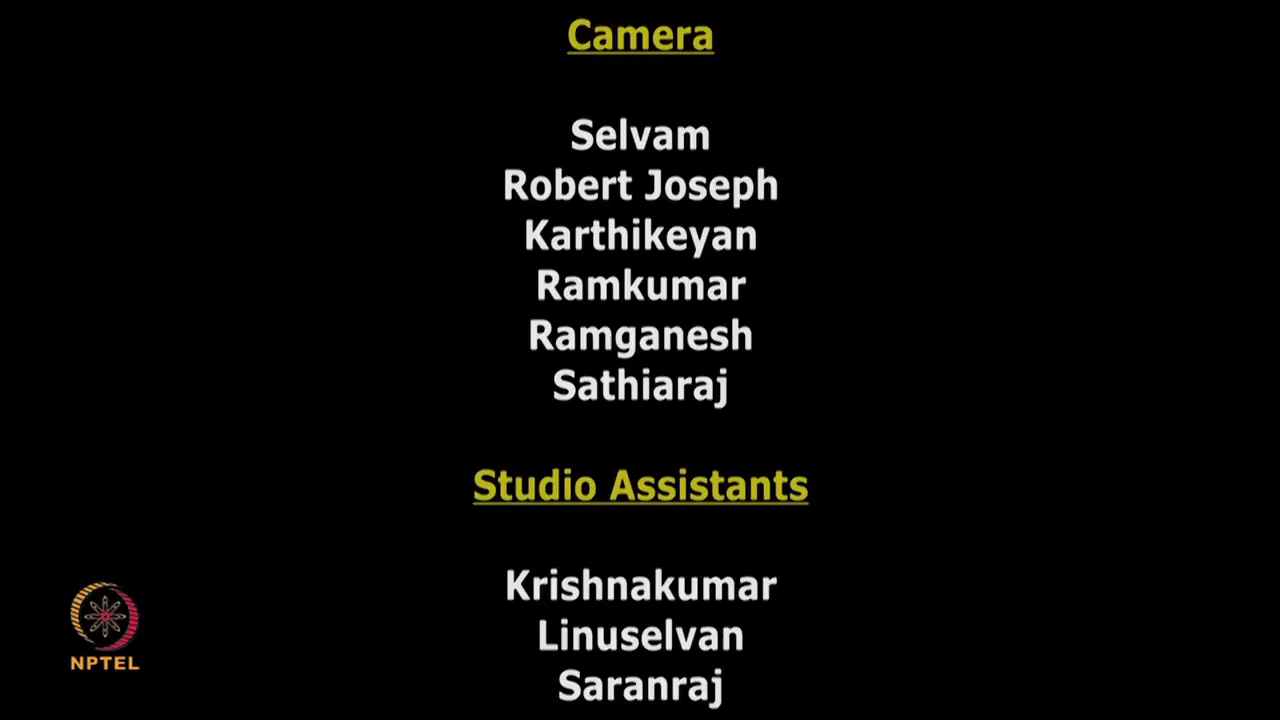 Camera
Selvam
Robert Joseph
Karthikeyan
Ramkumar
Ramganesh
Sathiaraj
Studio Assistants
Krishnakumar
Linuselvan
Saranraj
NPTEL